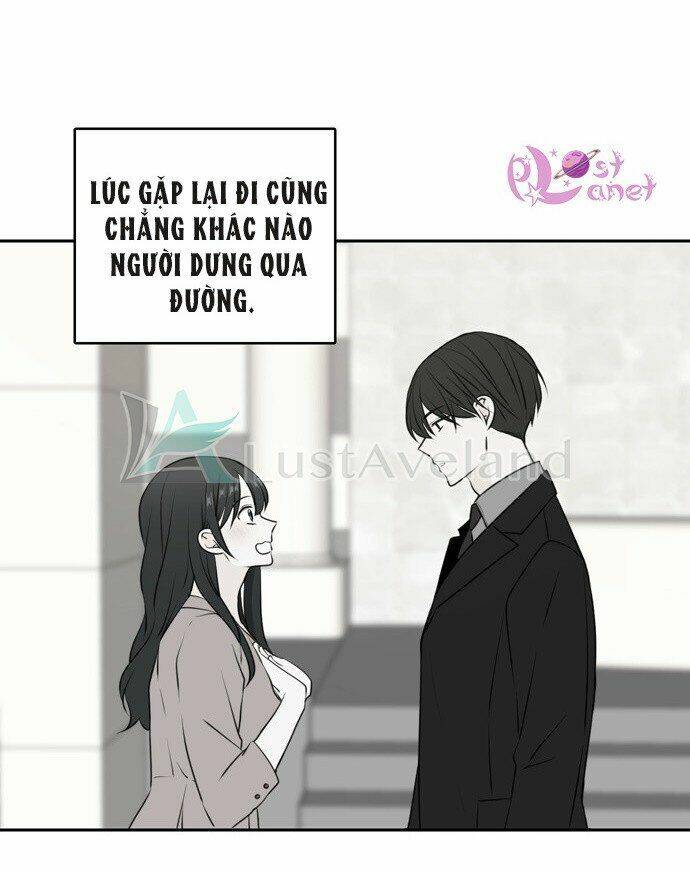 LÚC GẶP LẠI ĐI CŨNG
CHẲNG KHÁC NÀO
NGƯỜI DƯNG QUA
ĐƯỜNG.
Lost
Planet
LustAveland